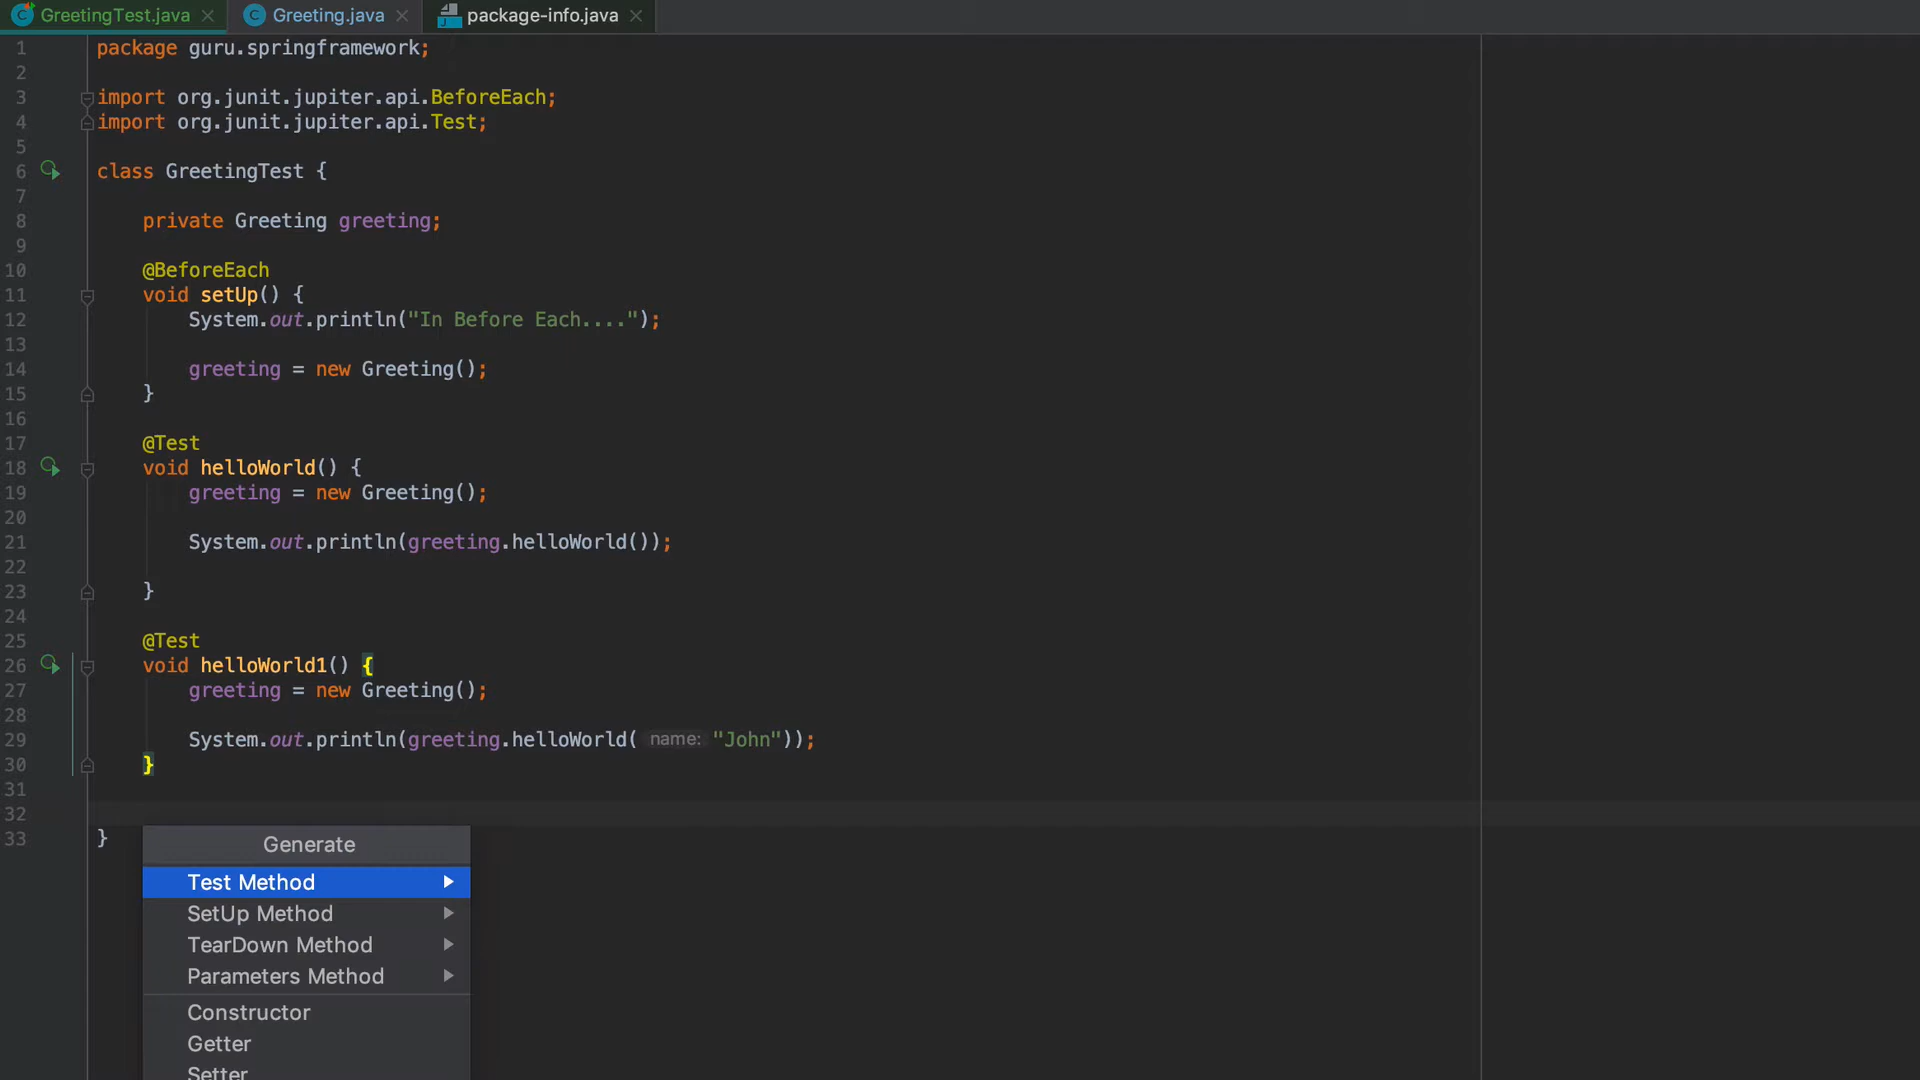 GreetingTest.java
Greeting.java
package-info.java
1 package guru.springframework;
2
3 import org.junit.jupiter.api.BeforeEach;
4 import org.junit.jupiter.api.Test;
5
6 class GreetingTest {
7
8 private Greeting greeting;
9
10 @BeforeEach
11 void setUp() {
12 System.out.println("In Before Each....");
13
14 greeting = new Greeting();
15 }
16
17 @Test
18 void helloWorld() {
19 greeting = new Greeting();
20
21 System.out.println(greeting.helloWorld());
22
23 }
24
25 @Test
26 void helloWorld1() {
27 greeting = new Greeting();
28
29 System.out.println(greeting.helloWorld( name: "John"));
30 }
31
32
33 }
Generate
Test Method
SetUp Method
TearDown Method
Parameters Method
Constructor
Getter
Setter